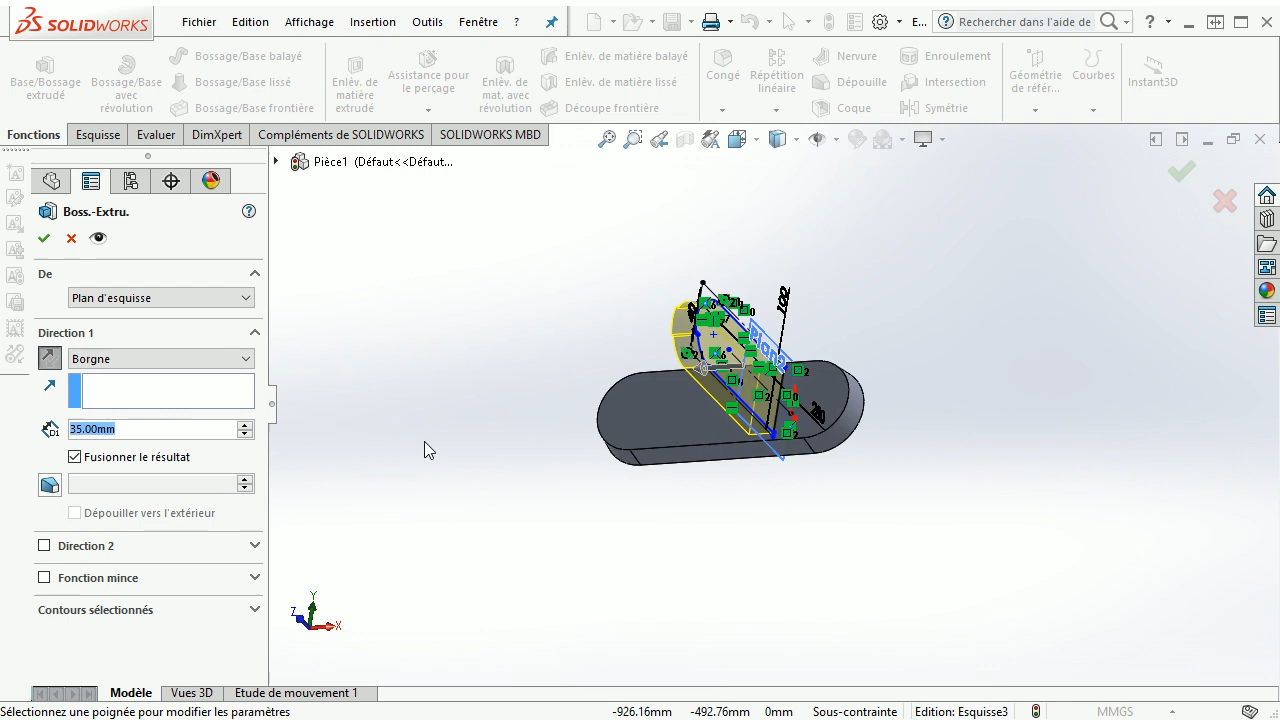 SOLIDWORKS Fichier Edition Affichage Insertion Outils Fenêtre ? E... Rechercher dans l'aide de ?
Base/Bossage extrudé
Bossage/Base avec révolution
Bossage/Base balayé
Bossage/Base lissé
Bossage/Base frontière
Enlèv. de matière extrudé
Assistance pour le perçage
Enlèv. de mat. avec révolution
Enlèv. de matière balayé
Enlèv. de matière lissé
Découpe frontière
Congé
Répétition linéaire
Nervure
Dépouille
Coque
Enroulement
Intersection
Symétrie
Géométrie de référ...
Courbes
Instant3D
Fonctions Esquisse Evaluer DimXpert Compléments de SOLIDWORKS SOLIDWORKS MBD
Pièce1 (Défaut<<Défaut...
Boss.-Extru.
De
Plan d'esquisse
Direction 1
Borgne
D1 35.00mm
Fusionner le résultat
Dépouiller vers l'extérieur
Direction 2
Fonction mince
Contours sélectionnés
Plan2
Y
Z
X
Modèle Vues 3D Etude de mouvement 1
Sélectionnez une poignée pour modifier les paramètres -926.16mm -492.76mm 0mm Sous-contrainte Edition: Esquisse3 MMGS